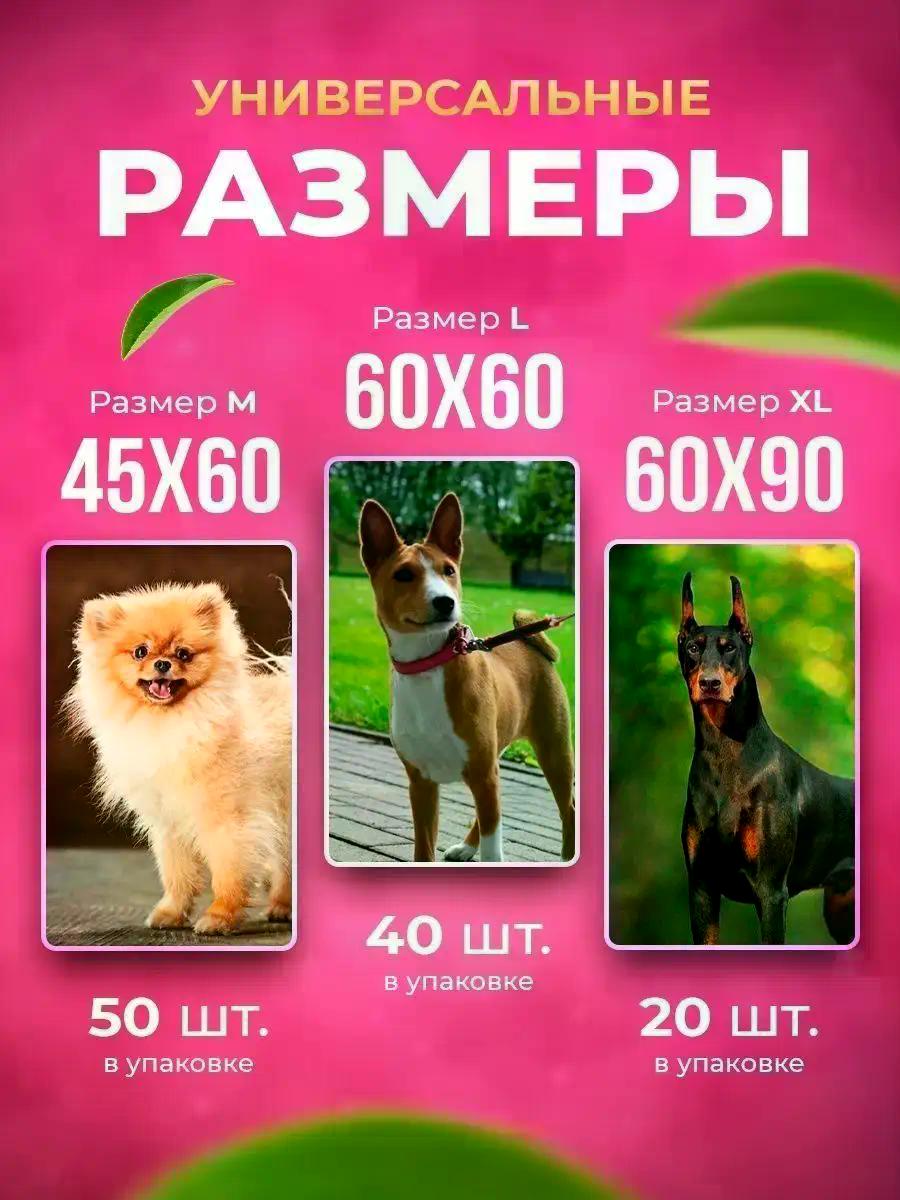 УНИВЕРСАЛЬНЫЕ
РАЗМЕРЫ
Размер M
45X60
50 шт.
в упаковке
Размер L
60X60
40 шт.
в упаковке
Размер XL
60X90
20 шт.
в упаковке